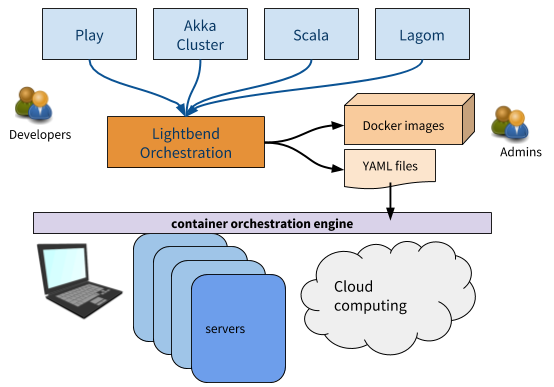 Play
Akka
Cluster
Scala
Lagom
Developers
Lightbend
Orchestration
Docker images
YAML files
Admins
container orchestration engine
servers
Cloud
computing